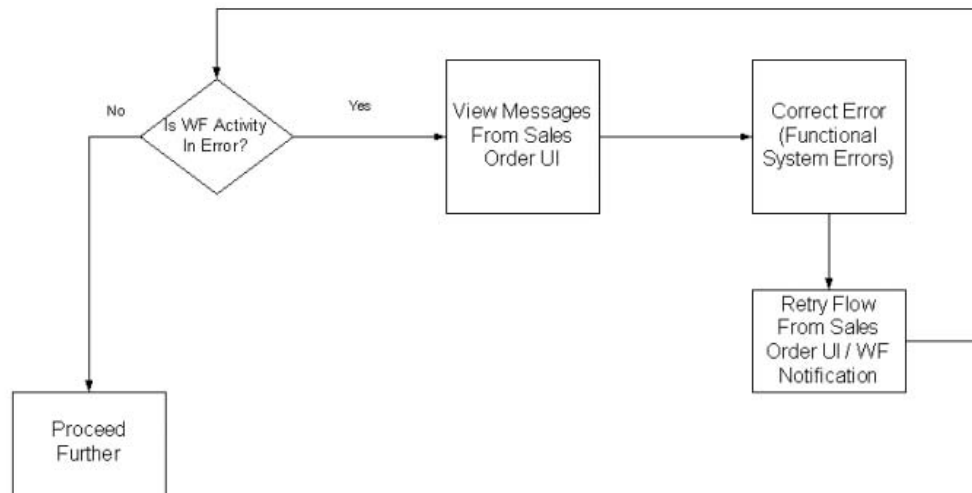 No
Is WF Activity
In Error?
Yes
View Messages
From Sales
Order UI
Correct Error
(Functional
System Errors)
Retry Flow
From Sales
Order UI / WF
Notification
Proceed
Further